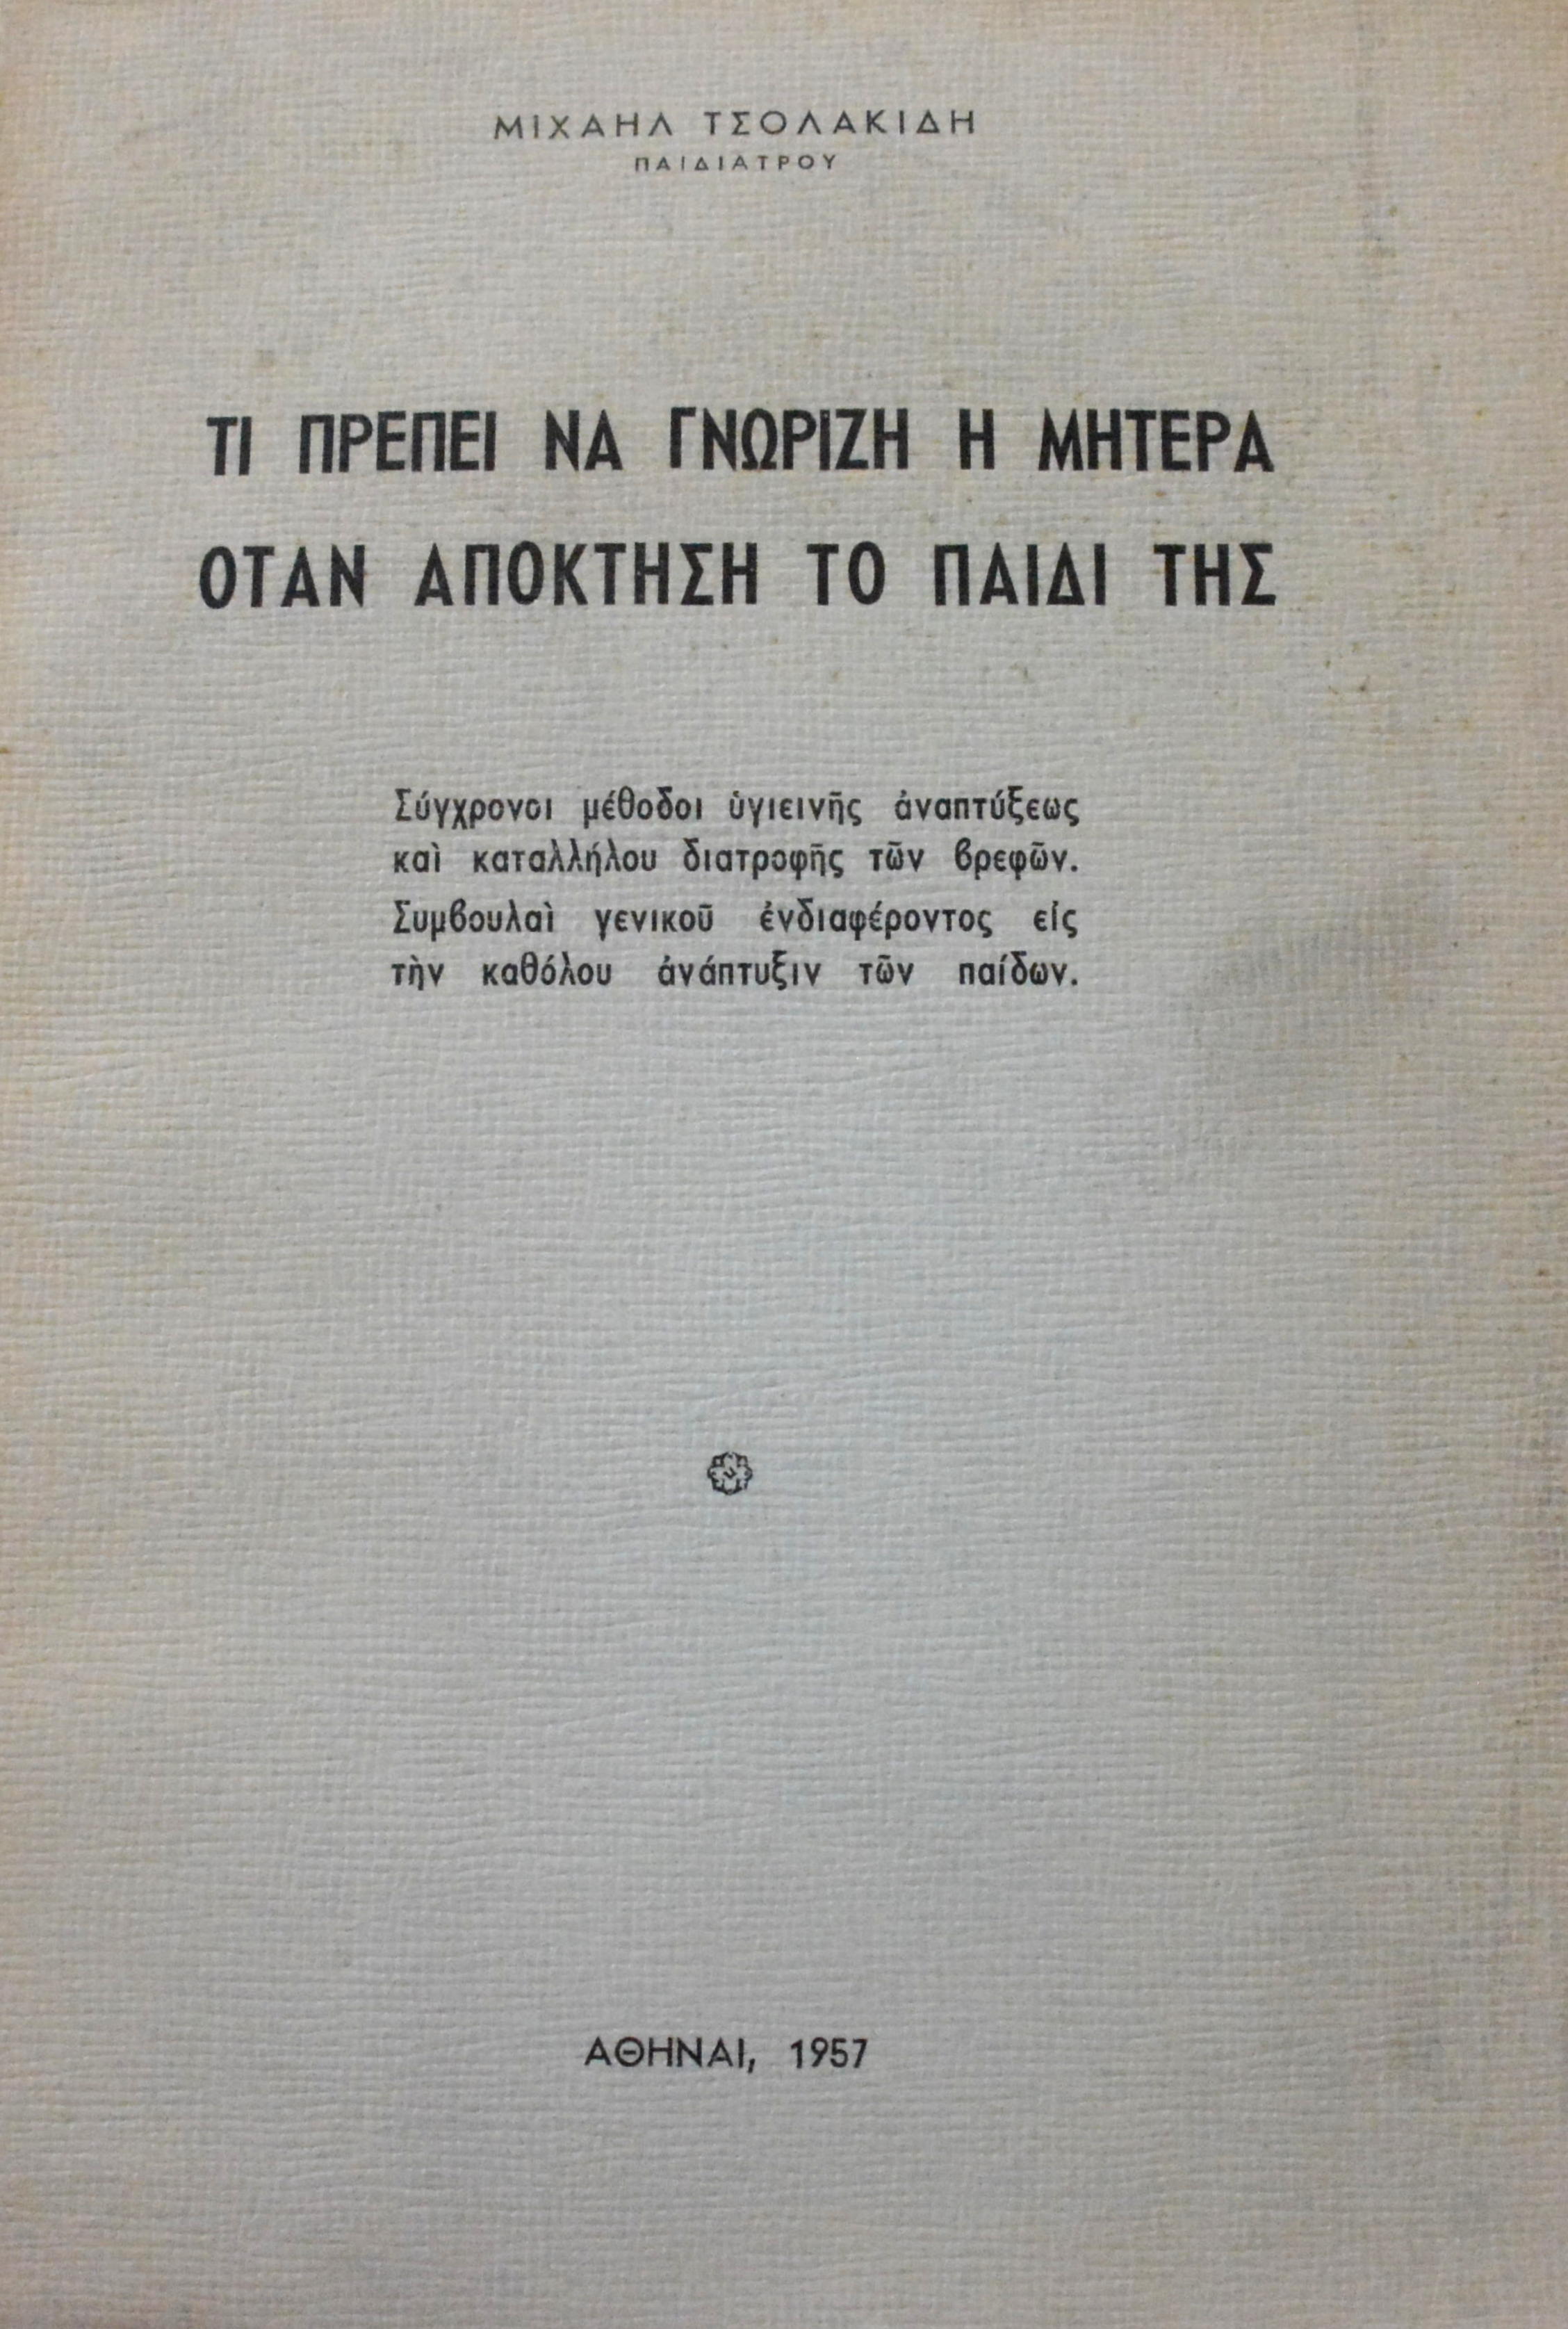 ΜΙΧΑΗΛ ΤΣΟΛΑΚΙΔΗ
ΠΑΙΔΙΑΤΡΟΥ
ΤΙ ΠΡΕΠΕΙ ΝΑ ΓΝΩΡΙΖΗ Η ΜΗΤΕΡΑ
ΟΤΑΝ ΑΠΟΚΤΗΣΗ ΤΟ ΠΑΙΔΙ ΤΗΣ
Σύγχρονοι μέθοδοι ὑγιεινῆς ἀναπτύξεως
καὶ καταλλήλου διατροφῆς τῶν βρεφῶν.
Συμβουλαὶ γενικοῦ ἐνδιαφέροντος εἰς
τὴν καθόλου ἀνάπτυξιν τῶν παίδων.
ΑΘΗΝΑΙ, 1957